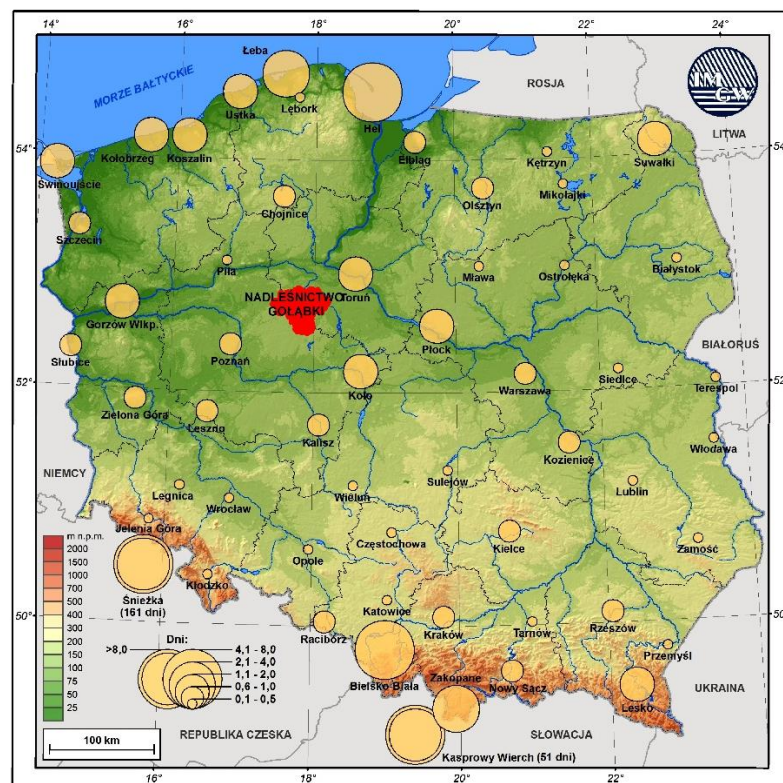 14°
16°
18°
20°
22°
Łeba
MORZE BAŁTYCKIE
ROSJA
IM
GW
Ustka
Lębork
Hel
LITWA
54°
54°
Kołobrzeg
Koszalin
Elbląg
Kętrzyn
Suwałki
Świnoujście
Mikołajki
Olsztyn
Chojnice
Szczecin
Piła
Mława
Ostrołęka
Białystok
NADLEŚNICTWO
GOŁĄBKI
Toruń
Gorzów Wlkp.
Płock
BIAŁORUŚ
Słubice
Poznań
52°
52°
Koło
Warszawa
Siedlce
Terespol
Zielona Góra
Leszno
Kalisz
Kozienice
Włodawa
NIEMCY
Legnica
Wrocław
Wieluń
Sulejów
Lublin
Jelenia Góra
m n.p.m.
2000
1500
1000
700
500
400
300
200
150
100
75
50
25
Częstochowa
Kielce
Zamość
Opole
Śnieżka
(161 dni)
Kłodzko
50°
50°
Katowice
Racibórz
Kraków
Tarnów
Rzeszów
Przemyśl
Dni:
>8,0
4,1 - 8,0
2,1 - 4,0
1,1 - 2,0
0,6 - 1,0
0,1 - 0,5
Bielsko-Biała
Zakopane
Nowy Sącz
Lesko
UKRAINA
100 km
REPUBLIKA CZESKA
SŁOWACJA
Kasprowy Wierch (51 dni)
16°
18°
20°
22°